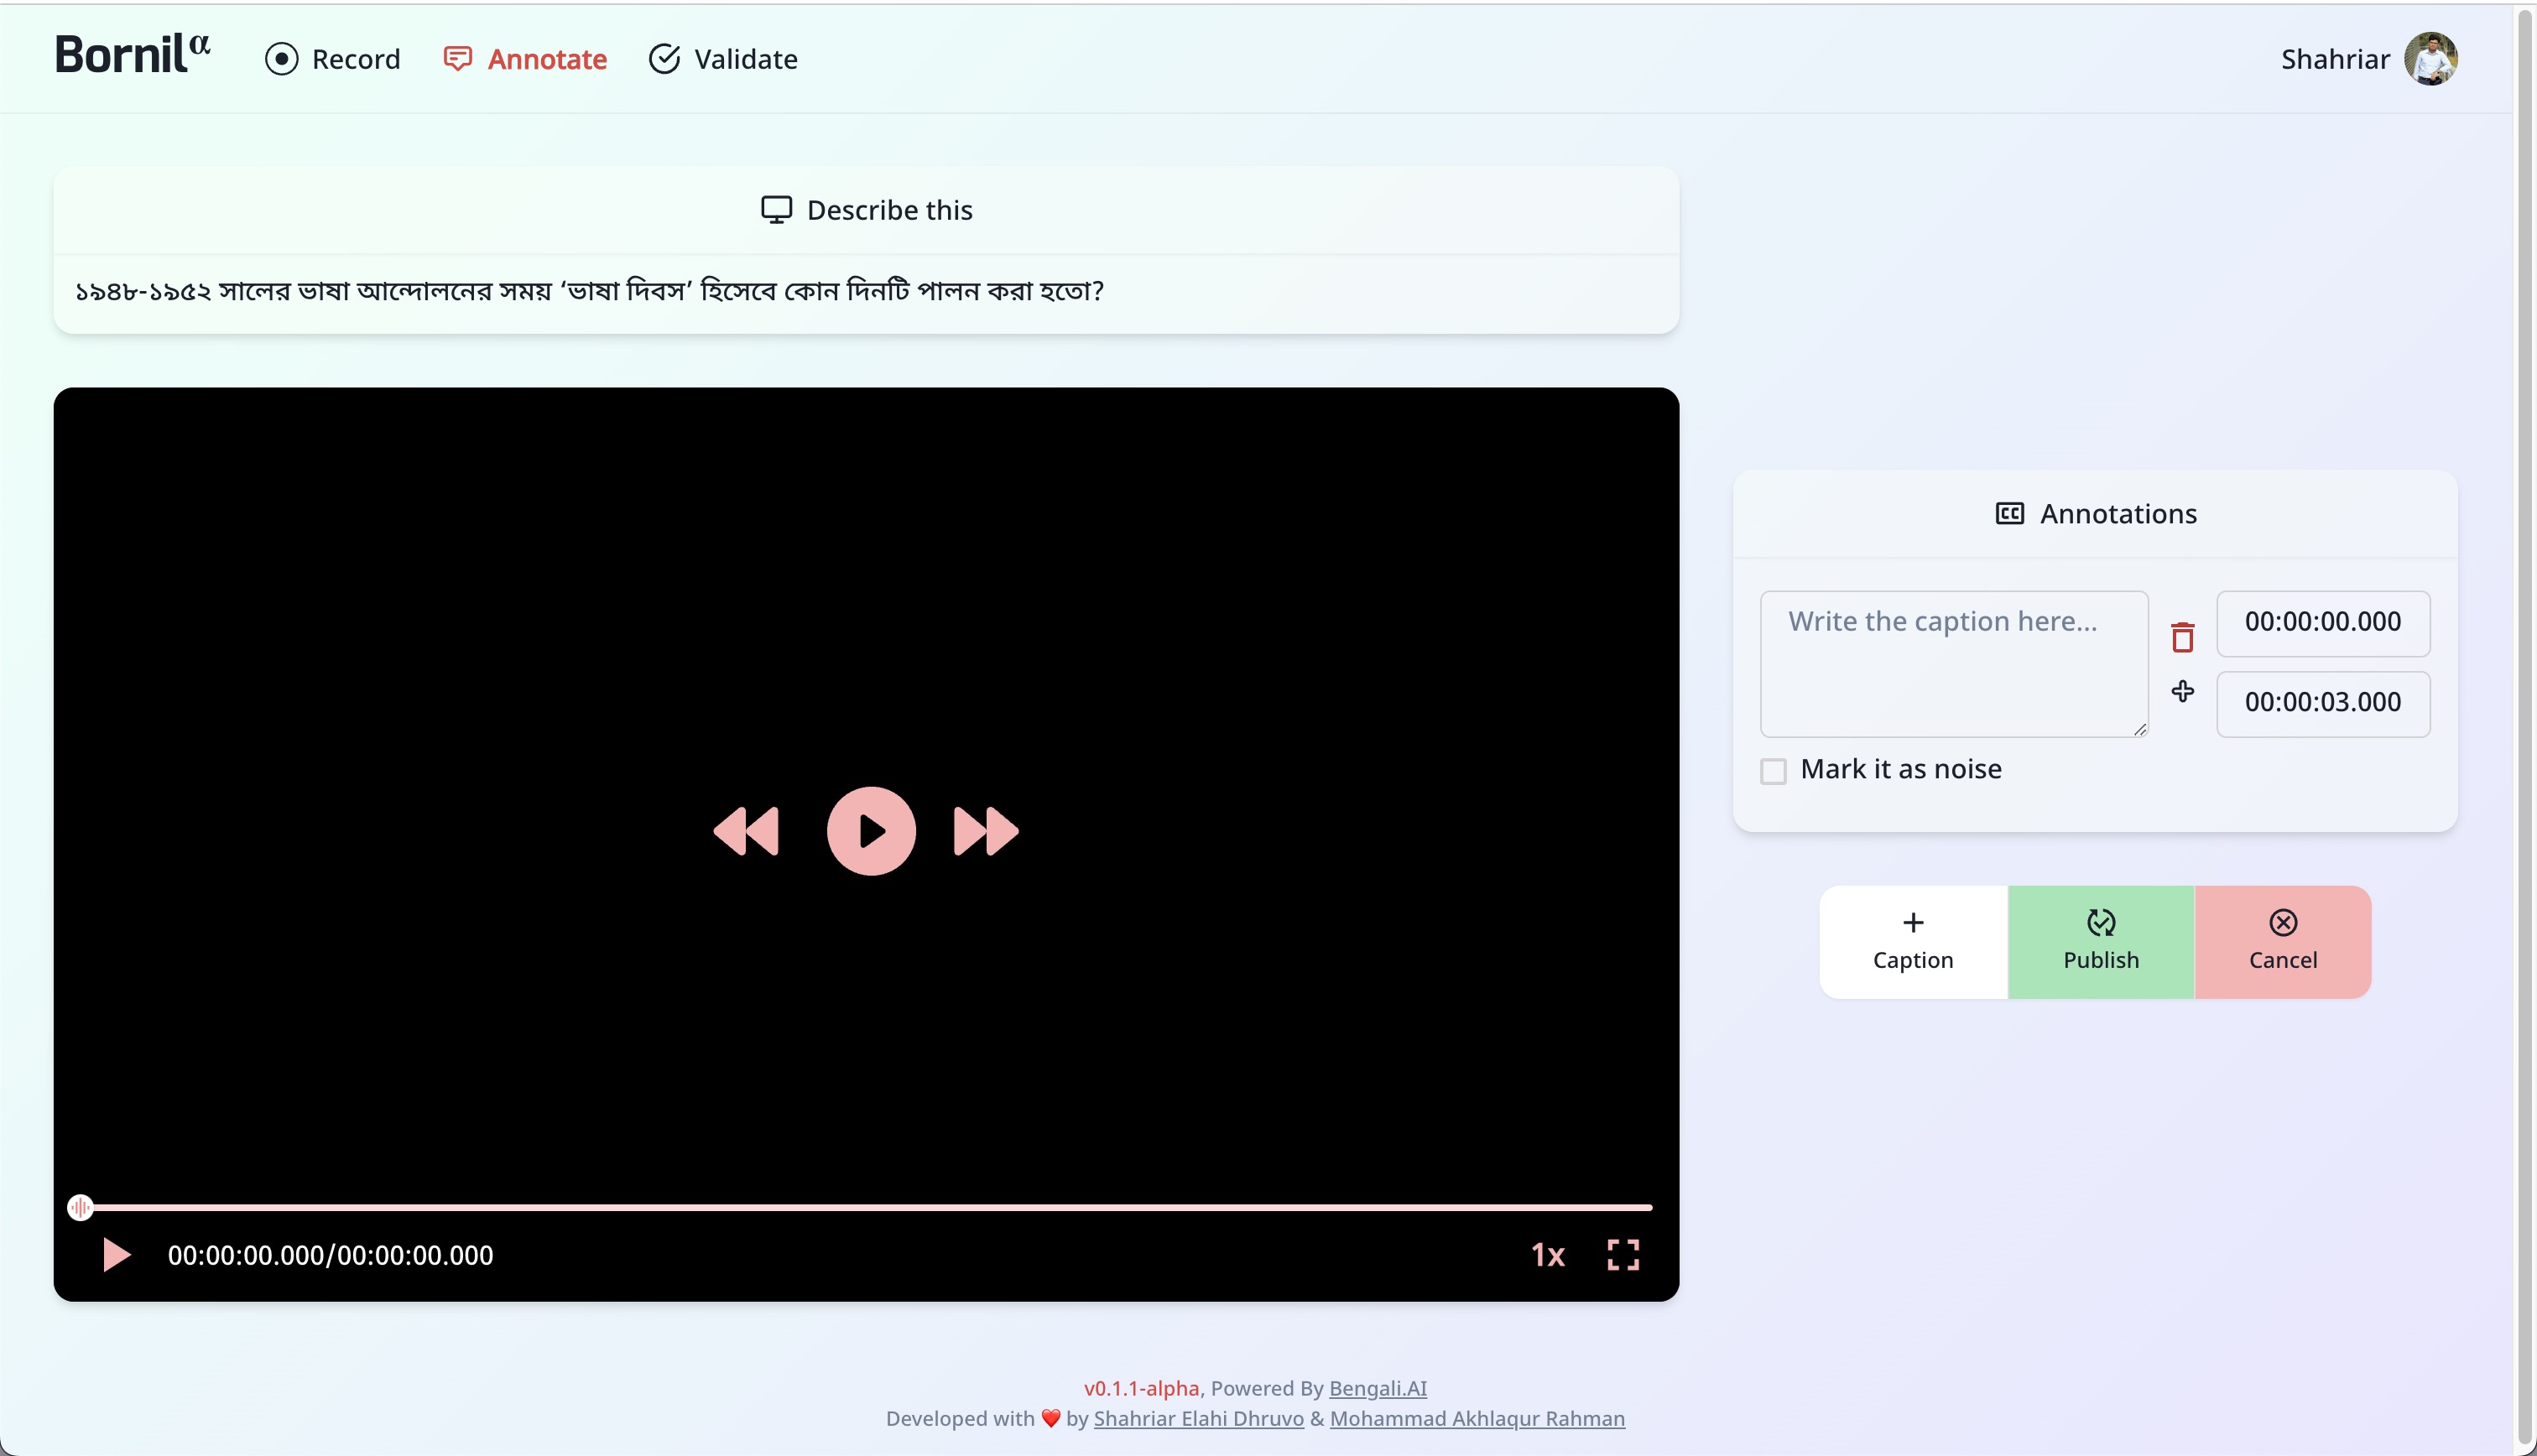 Bornil α
Record
Annotate
Validate
Shahriar
Describe this
১৯৪৮-১৯৫২ সালের ভাষা আন্দোলনের সময় ‘ভাষা দিবস’ হিসেবে কোন দিনটি পালন করা হতো?
Annotations
Write the caption here...
00:00:00.000
00:00:03.000
Mark it as noise
Caption
Publish
Cancel
00:00:00.000/00:00:00.000
1x
v0.1.1-alpha, Powered By Bengali.AI
Developed with ❤️ by Shahriar Elahi Dhruvo & Mohammad Akhlaqur Rahman